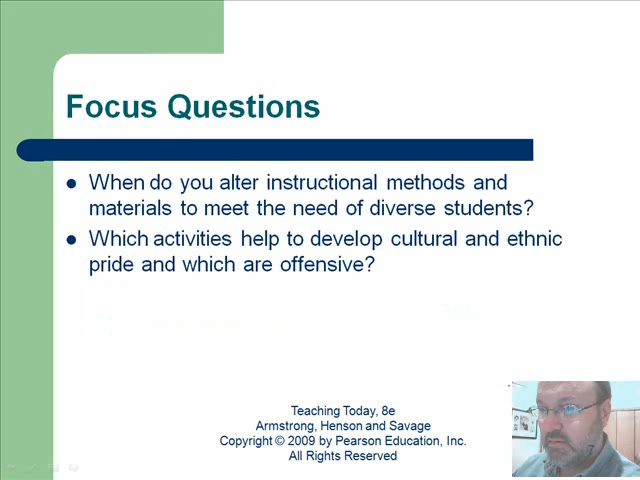 Focus Questions
When do you alter instructional methods and
materials to meet the need of diverse students?
Which activities help to develop cultural and ethnic
pride and which are offensive?
Teaching Today, 8e
Armstrong, Henson and Savage
Copyright © 2009 by Pearson Education, Inc.
All Rights Reserved